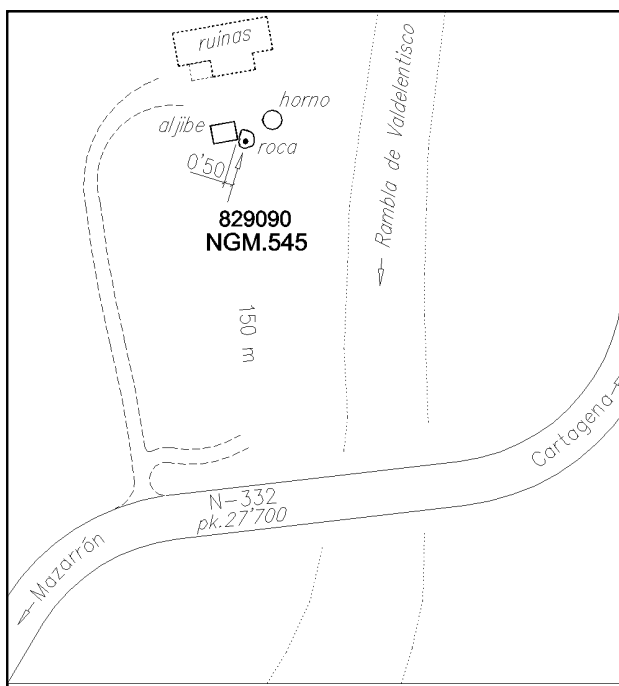 ruinas
horno
aljibe
roca
0'50
829090
NGM.545
Rambla de Valdelentisco
150 m
Cartagena
N-332
pk.27'700
Mazarrón